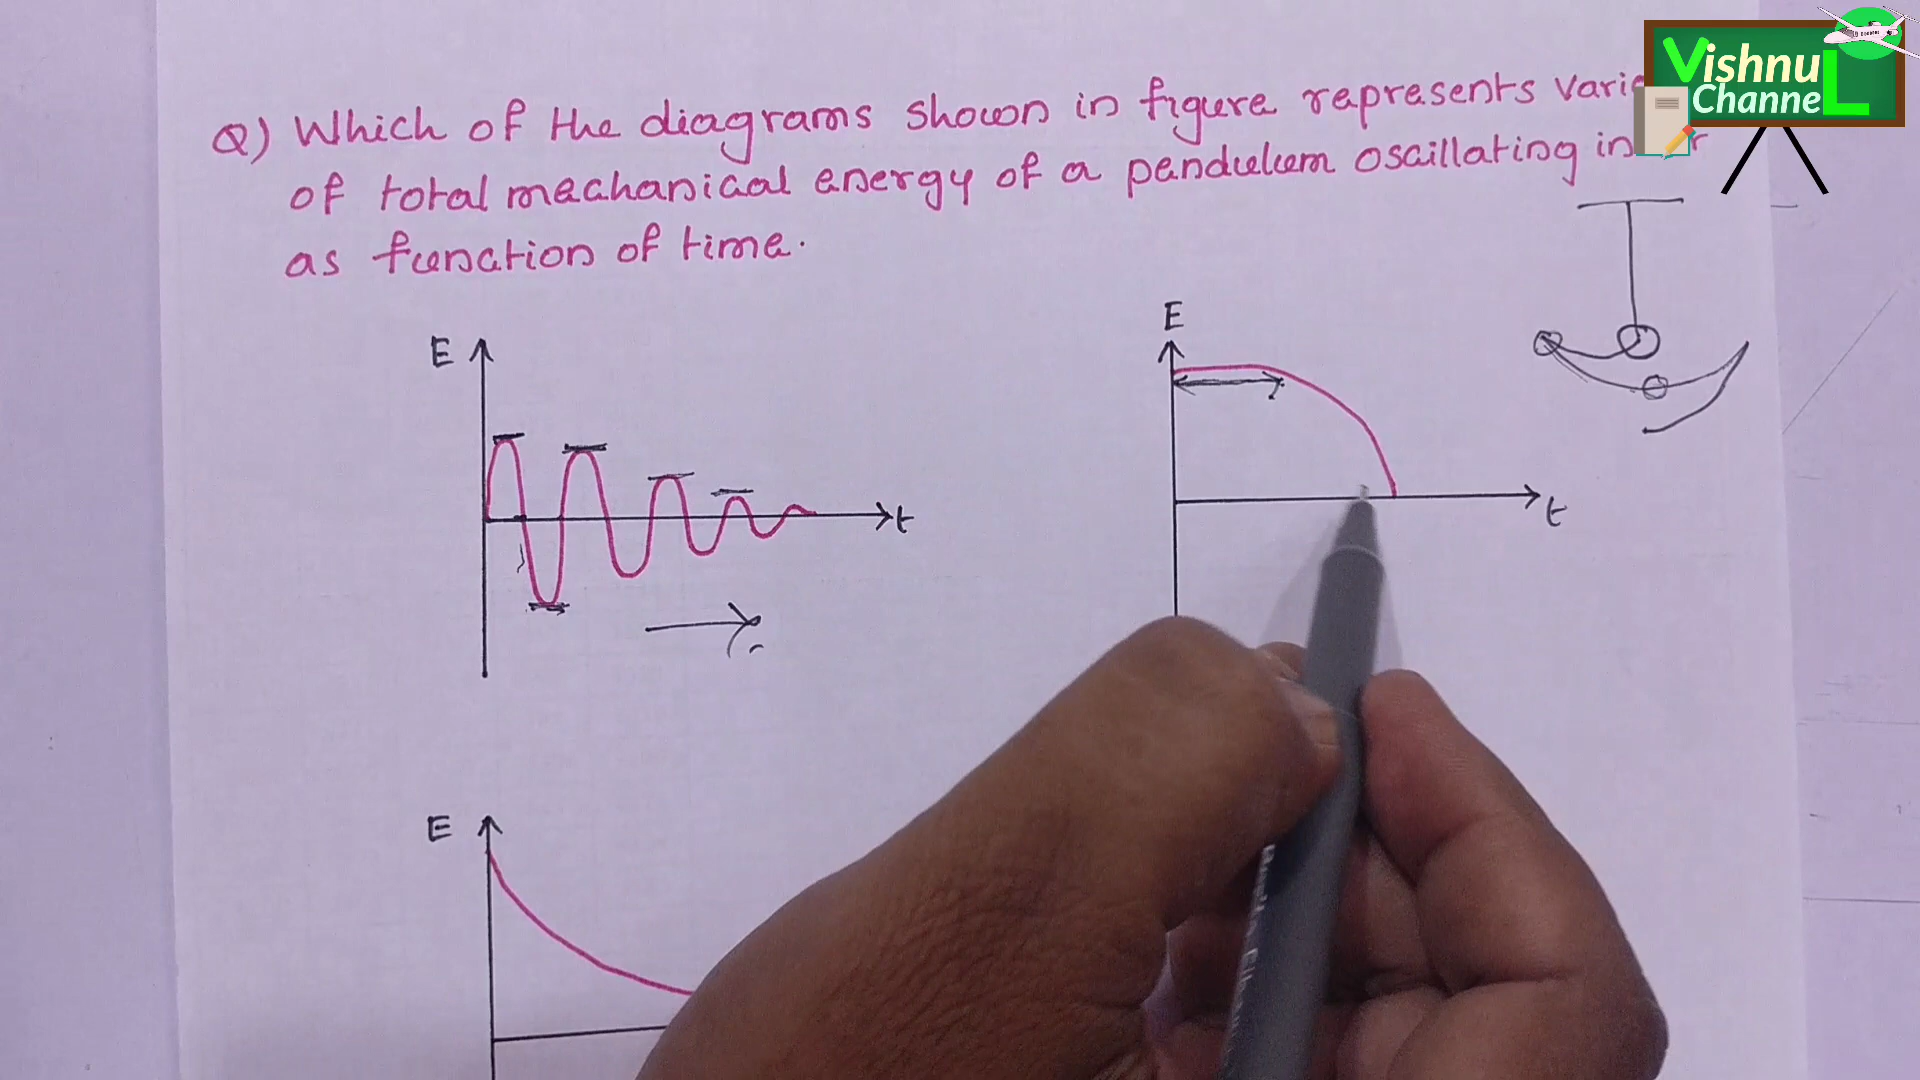 Q) Which of the diagrams shown in figure represents
of total mechanical energy of a pendulum oscillating in
as function of time.
E
E
t
t
E
Vishnu
ChanneL